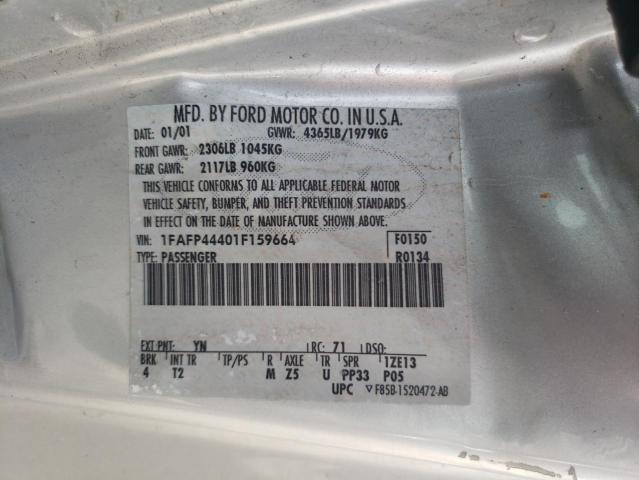 MFD. BY FORD MOTOR CO. IN U.S.A.
DATE: 01/01 GVWR: 4365LB/1979KG
FRONT GAWR: 2306LB 1045KG
REAR GAWR: 2117LB 960KG
THIS VEHICLE CONFORMS TO ALL APPLICABLE FEDERAL MOTOR
VEHICLE SAFETY, BUMPER, AND THEFT PREVENTION STANDARDS
IN EFFECT ON THE DATE OF MANUFACTURE SHOWN ABOVE.
VIN: 1FAFP44401F159664 F0150
TYPE: PASSENGER R0134
EXT PNT: YN RC: 71 DSO:
BRK INT TR TP/PS R AXLE TR SPR 1ZE13
4 T2 M Z5 U PP33 P05
UPC ▽ F85B-1520472-AB